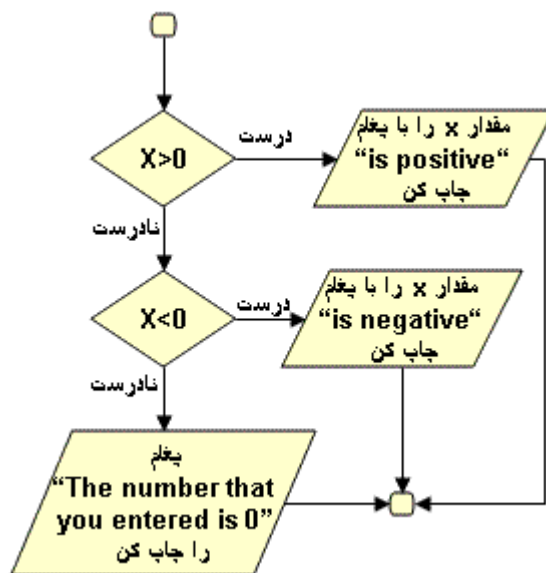 X>0
درست
مقدار x را با پیغام
“is positive“
چاپ کن
نادرست
X<0
درست
مقدار x را با پیغام
“is negative“
چاپ کن
نادرست
پیغام
“The number that
you entered is 0”
را چاپ کن